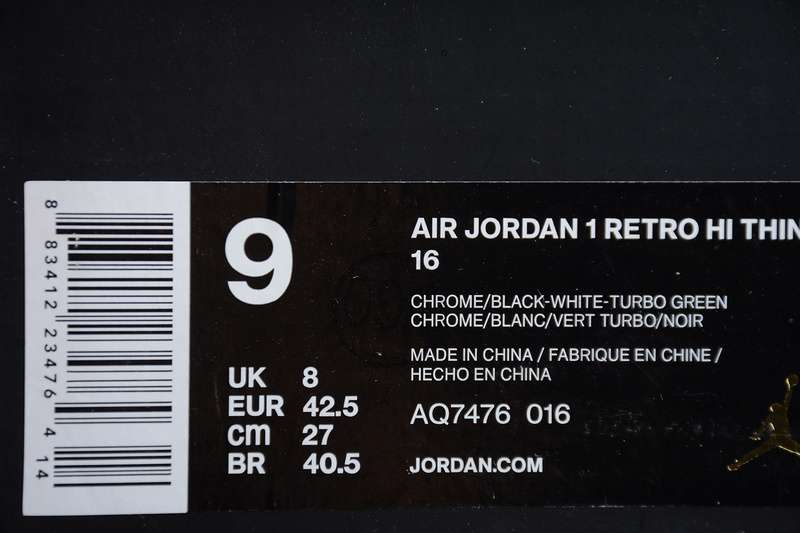 8 83412 23476 4 14
9
UK 8
EUR 42.5
cm 27
BR 40.5
AIR JORDAN 1 RETRO HI THIN
16
CHROME/BLACK-WHITE-TURBO GREEN
CHROME/BLANC/VERT TURBO/NOIR
MADE IN CHINA / FABRIQUE EN CHINE /
HECHO EN CHINA
AQ7476 016
JORDAN.COM